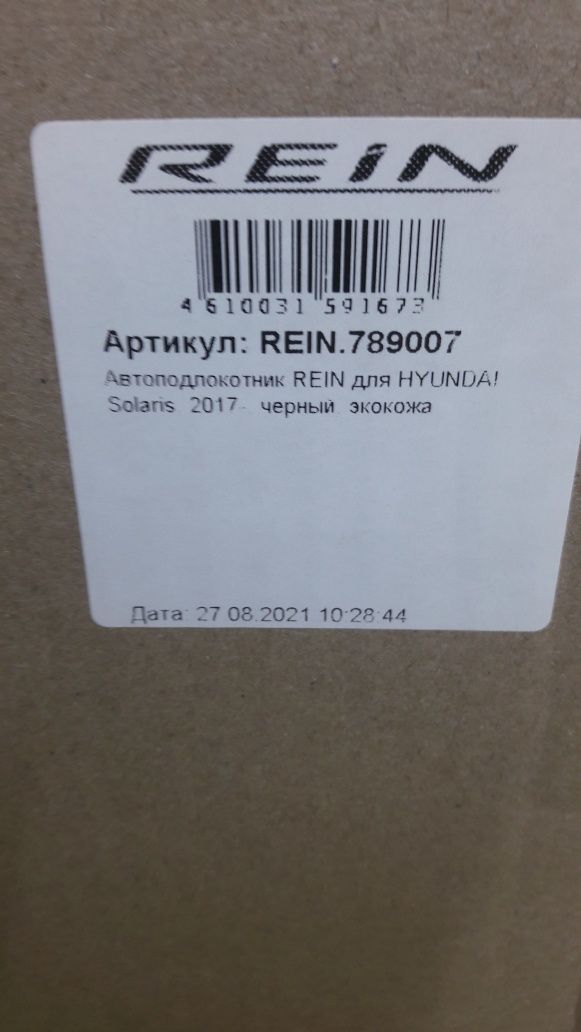 REIN
4 610031 591673
Артикул: REIN.789007
Автоподлокотник REIN для HYUNDAI
Solaris 2017- черный экокожа
Дата: 27 08.2021 10:28:44